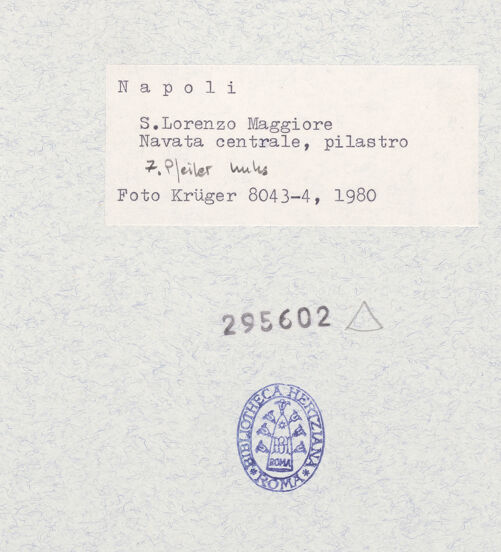 Napoli
S.Lorenzo Maggiore
Navata centrale, pilastro
7. Pfeiler links
Foto Krüger 8043-4, 1980
295602
BIBLIOTHECA HERTZIANA
ROMA
ROMA